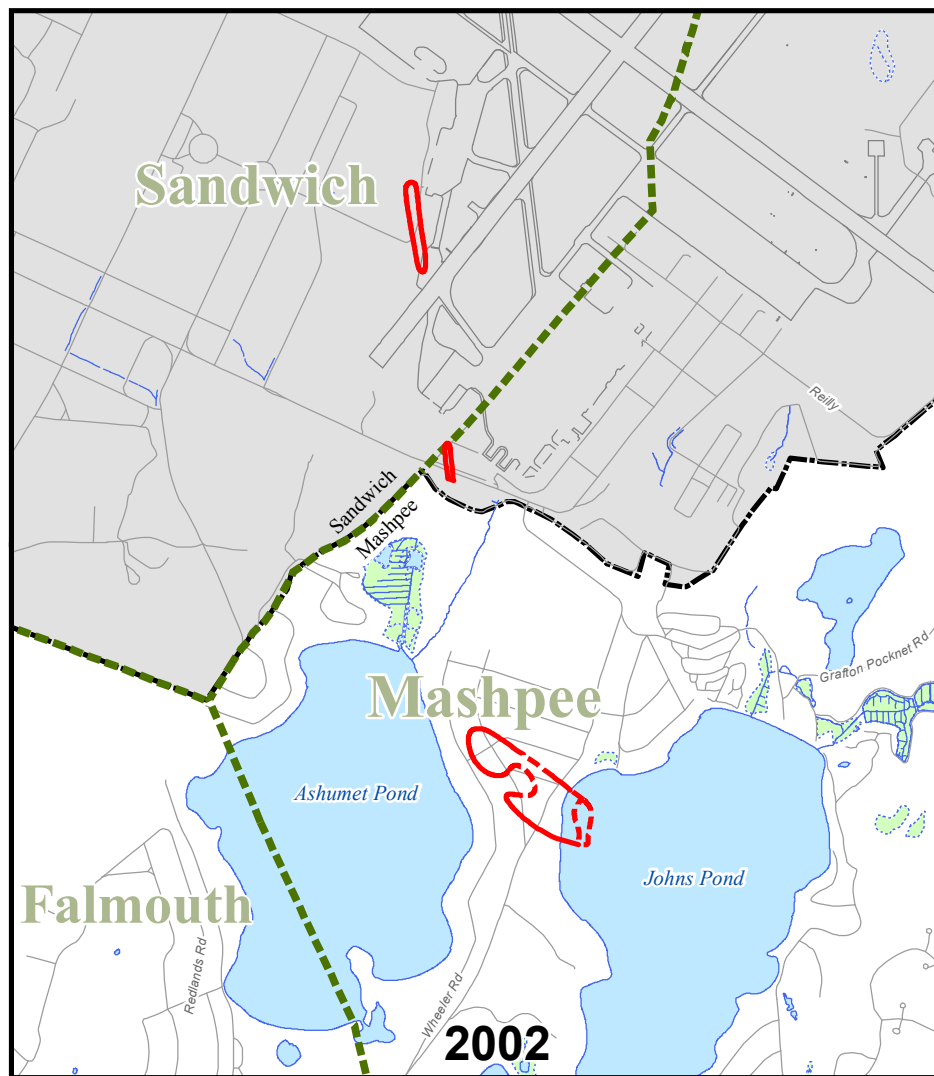 Sandwich
Reilly
Sandwich
Mashpee
Grafton Pocknet Rd
Mashpee
Ashumet Pond
Johns Pond
Falmouth
Redlands Rd
Wheeler Rd
2002